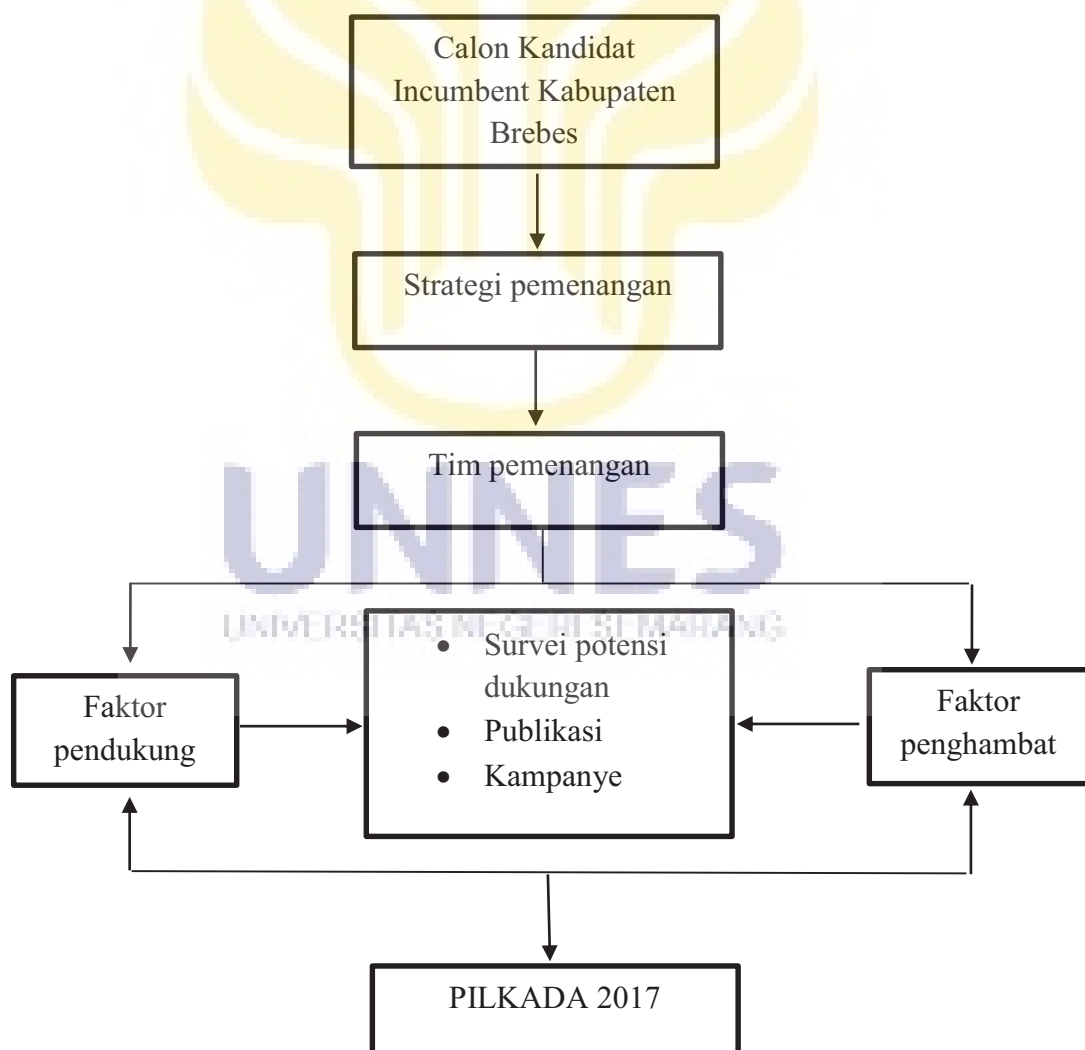 Calon Kandidat
Incumbent Kabupaten
Brebes
Strategi pemenangan
Tim pemenangan
UNNES
UNIVERSITAS NEGERI SEMARANG
• Survei potensi
dukungan
• Publikasi
• Kampanye
Faktor
pendukung
Faktor
penghambat
PILKADA 2017